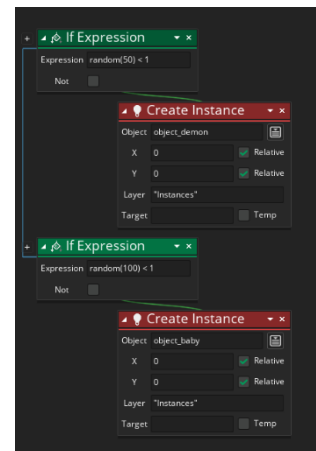 If Expression
Expression random(50) < 1
Not
Create Instance
Object object_demon
X 0 Relative
Y 0 Relative
Layer "Instances"
Target Temp
If Expression
Expression random(100) < 1
Not
Create Instance
Object object_baby
X 0 Relative
Y 0 Relative
Layer "Instances"
Target Temp